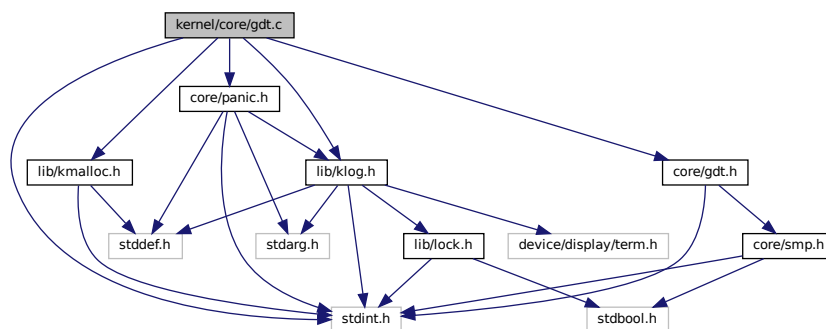 kernel/core/gdt.c
core/panic.h
lib/kmalloc.h
lib/klog.h
core/gdt.h
stddef.h
stdarg.h
lib/lock.h
device/display/term.h
core/smp.h
stdint.h
stdbool.h